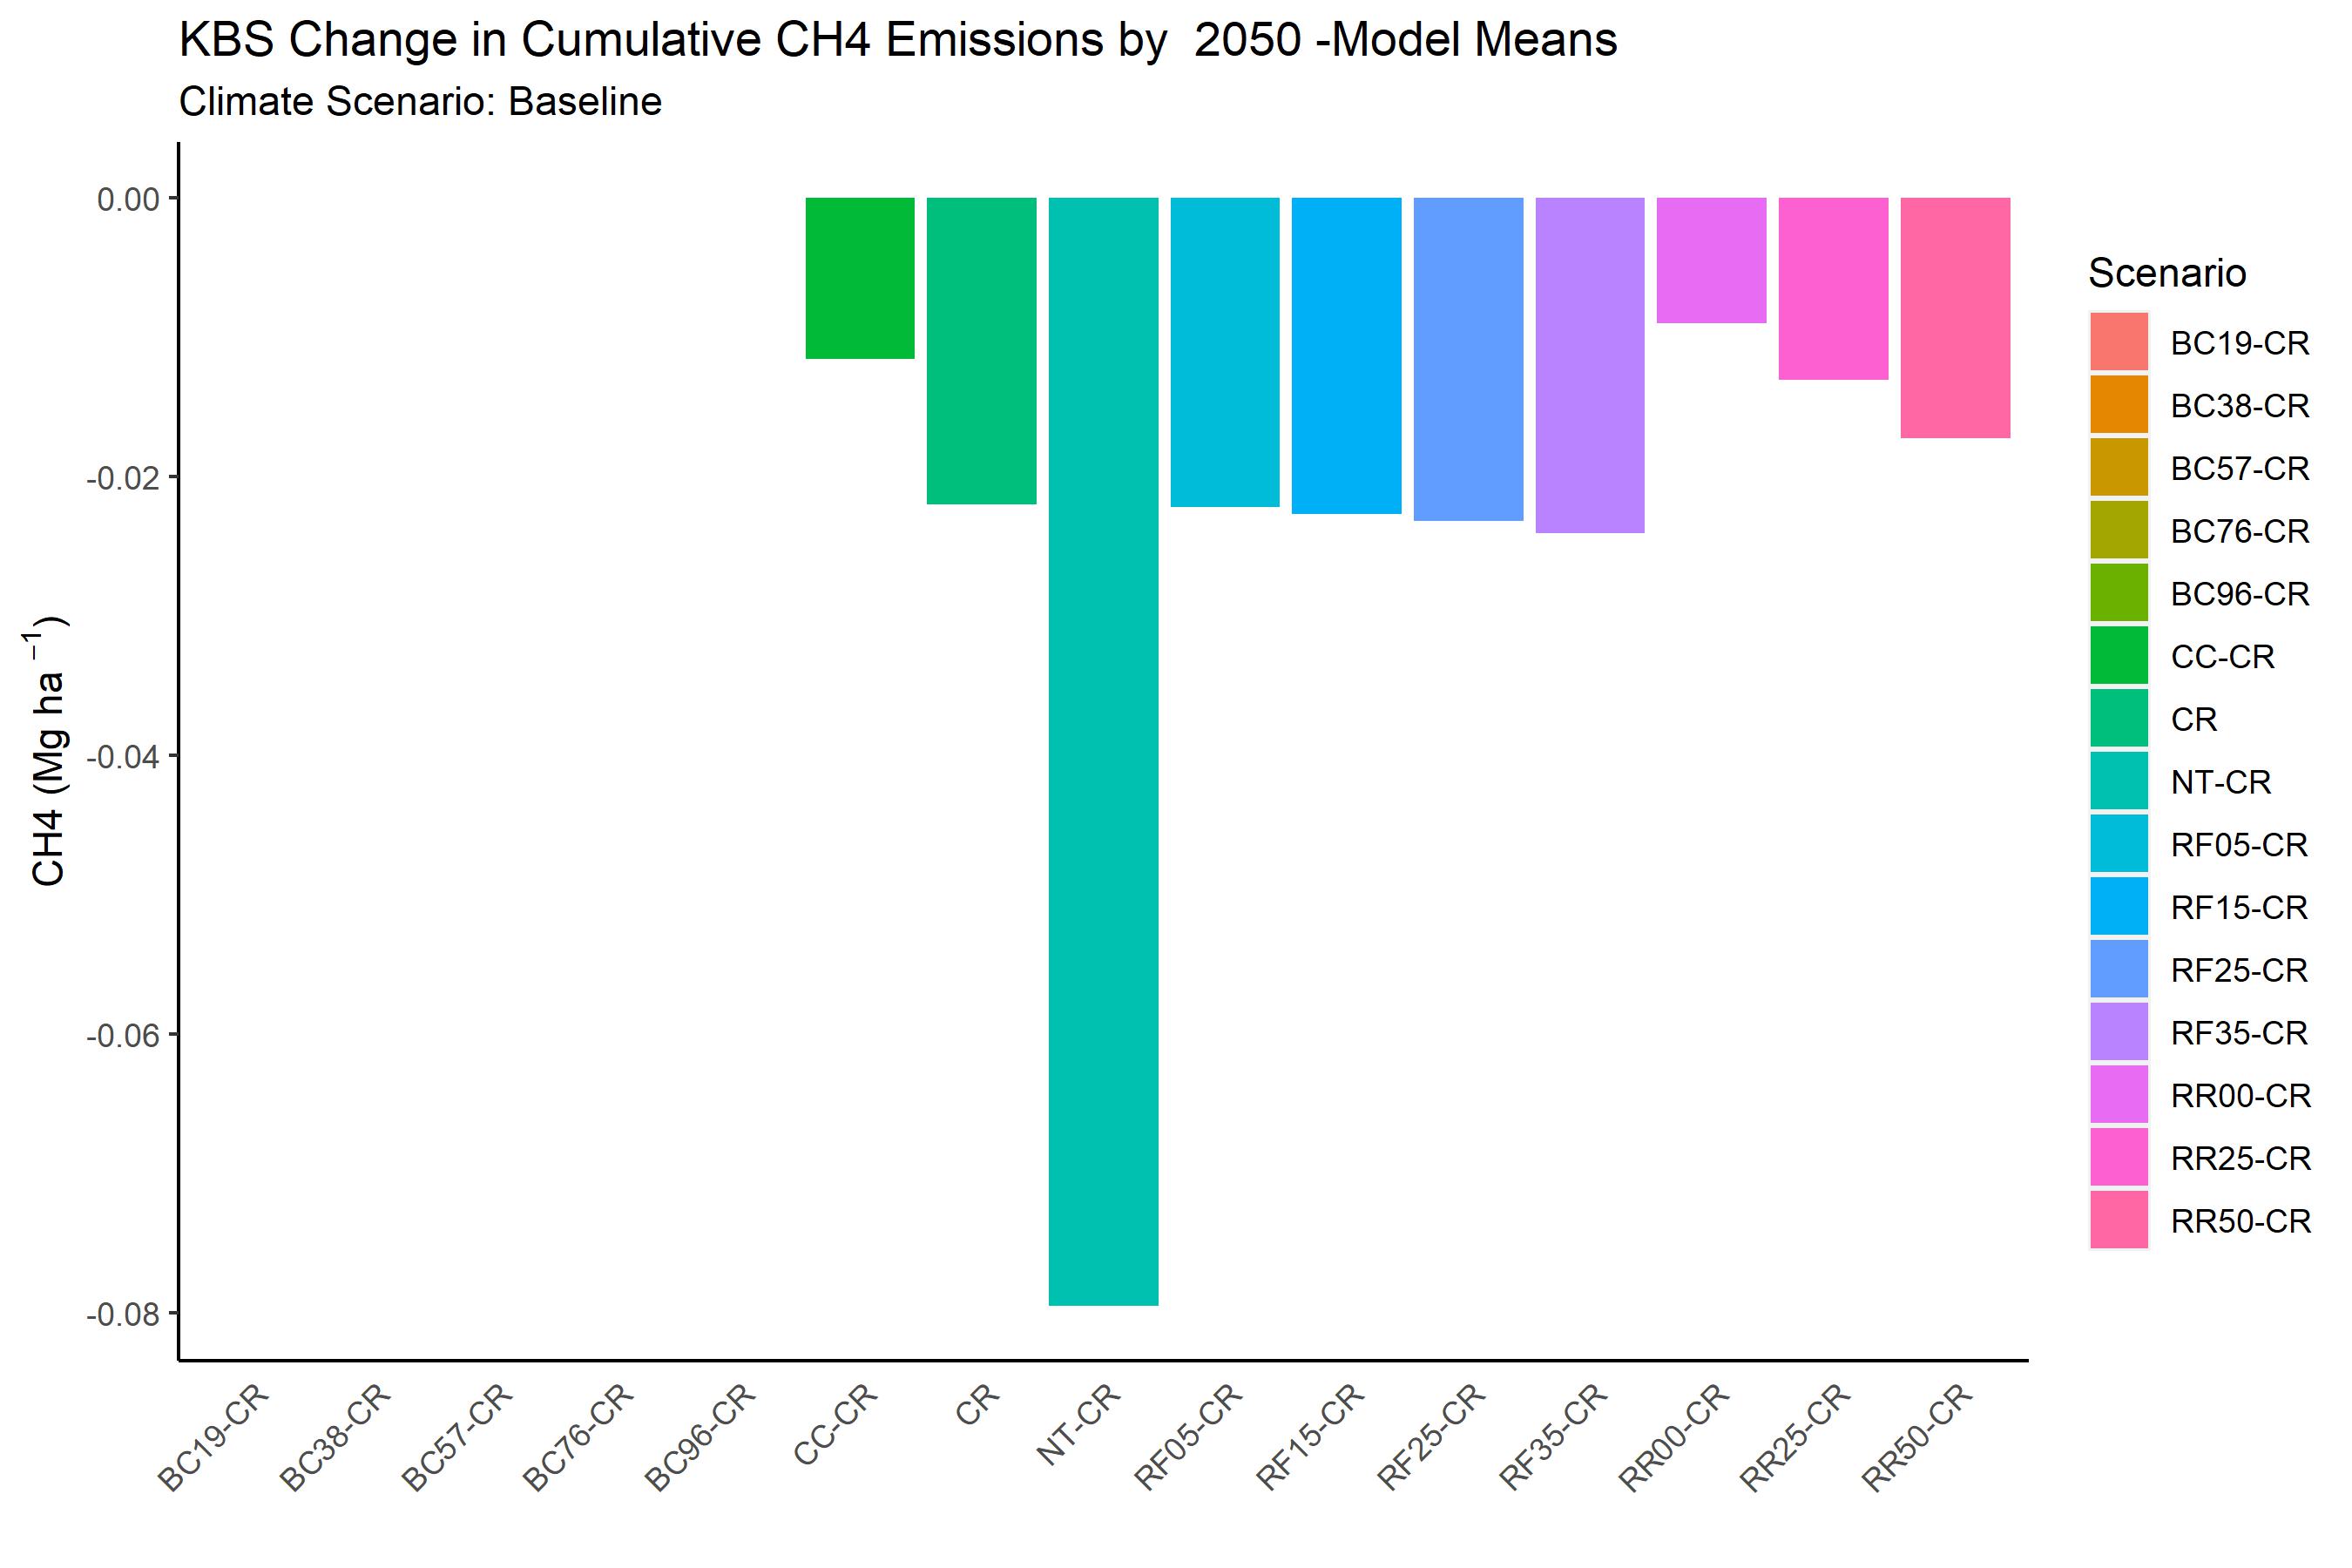 KBS Change in Cumulative CH4 Emissions by  2050 -Model Means
Climate Scenario: Baseline
CH4 (Mg ha −1)
0.00
-0.02
-0.04
-0.06
-0.08
BC19-CR
BC38-CR
BC57-CR
BC76-CR
BC96-CR
CC-CR
CR
NT-CR
RF05-CR
RF15-CR
RF25-CR
RF35-CR
RR00-CR
RR25-CR
RR50-CR
Scenario
BC19-CR
BC38-CR
BC57-CR
BC76-CR
BC96-CR
CC-CR
CR
NT-CR
RF05-CR
RF15-CR
RF25-CR
RF35-CR
RR00-CR
RR25-CR
RR50-CR